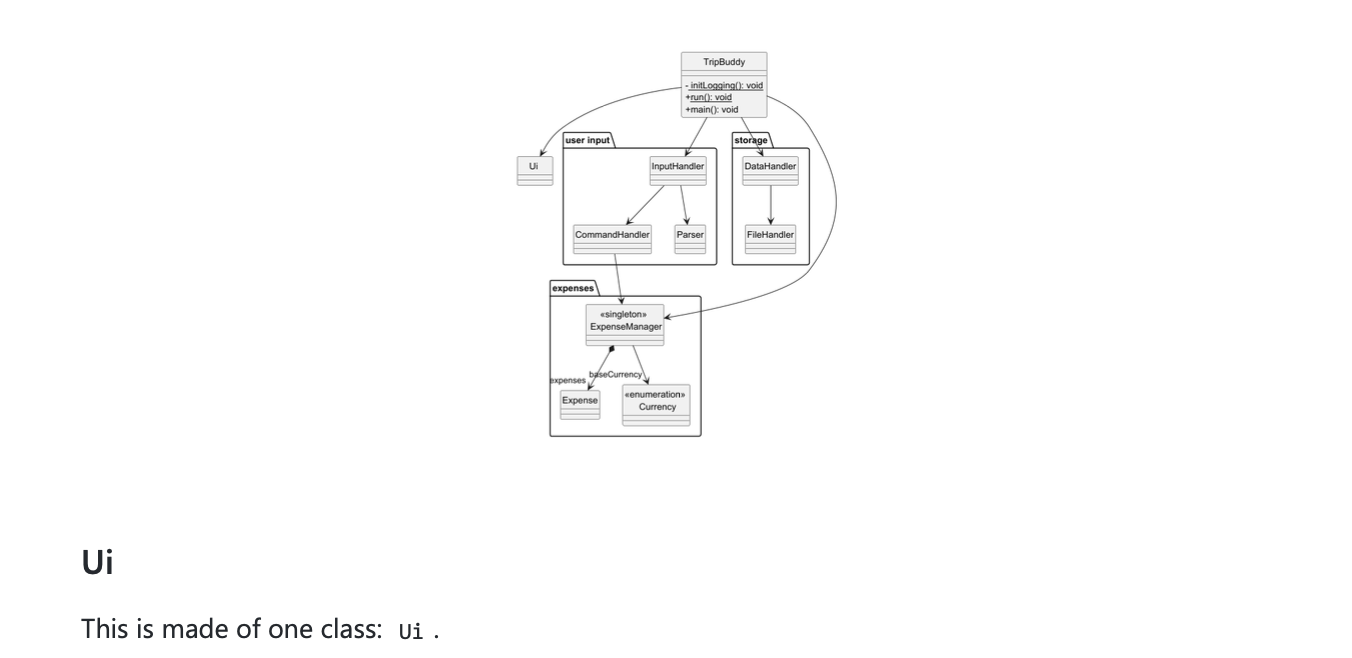 TripBuddy
- initLogging(): void
+run(): void
+main(): void
user input
storage
Ui
InputHandler
DataHandler
CommandHandler
Parser
FileHandler
expenses
«singleton»
ExpenseManager
baseCurrency
expenses
«enumeration»
Expense
Currency
Ui
This is made of one class: Ui .